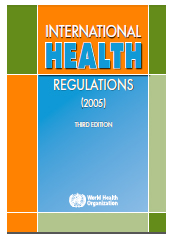 INTERNATIONAL
HEALTH
REGULATIONS
(2005)
THIRD EDITION
World Health
Organization